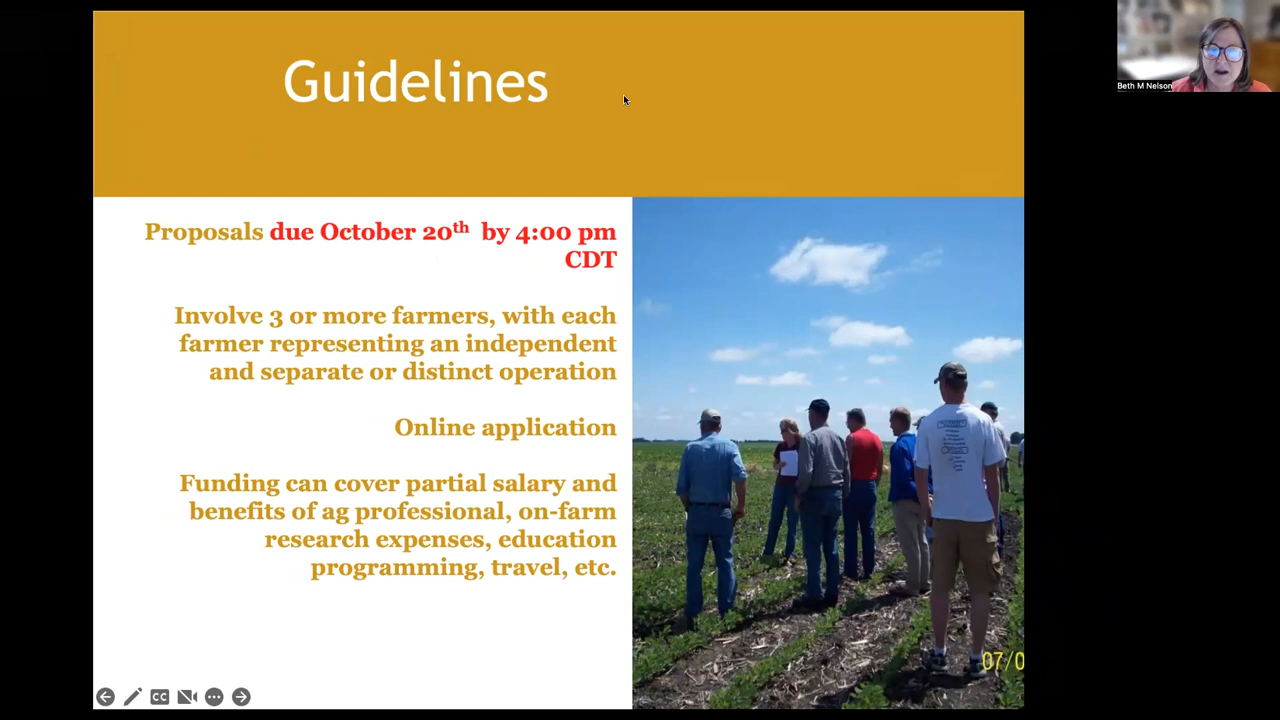 Guidelines
Beth M Nelson
Proposals due October 20th by 4:00 pm
CDT
Involve 3 or more farmers, with each
farmer representing an independent
and separate or distinct operation
Online application
Funding can cover partial salary and
benefits of ag professional, on-farm
research expenses, education
programming, travel, etc.
07/0
CC